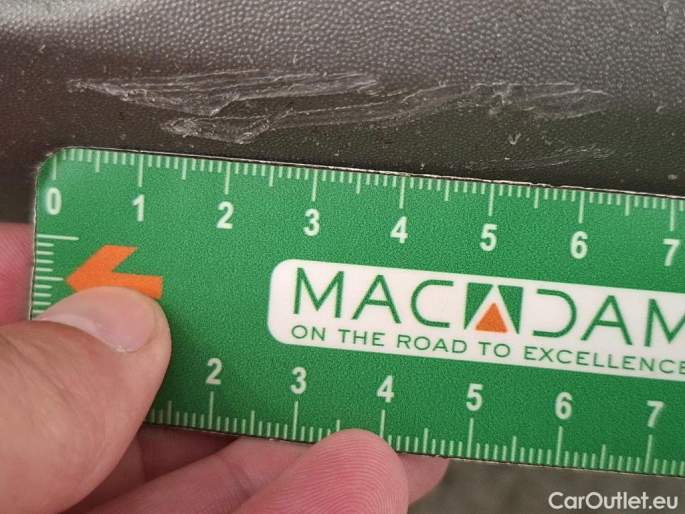 0 1 2 3 4 5 6 7
MACADAM
ON THE ROAD TO EXCELLENCE
2 3 4 5 6 7
CarOutlet.eu